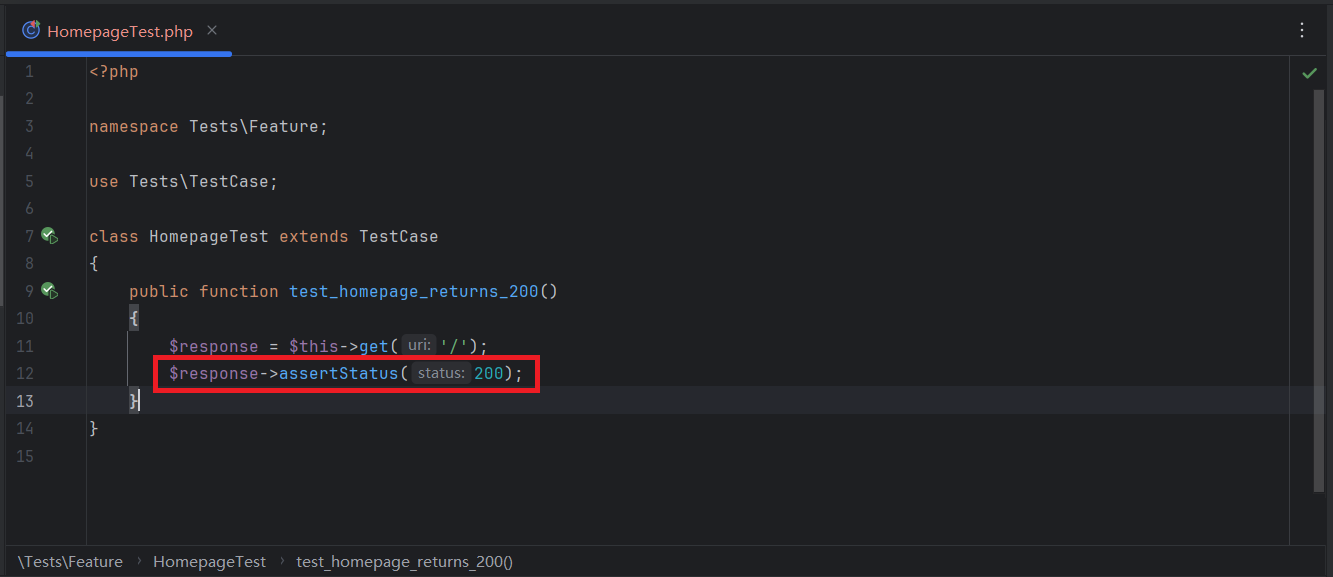 HomepageTest.php
1 <?php
2
3 namespace Tests\Feature;
4
5 use Tests\TestCase;
6
7 class HomepageTest extends TestCase
8 {
9 public function test_homepage_returns_200()
10 {
11 $response = $this->get( uri: '/');
12 $response->assertStatus( status: 200);
13 }
14 }
15
\Tests\Feature › HomepageTest › test_homepage_returns_200()